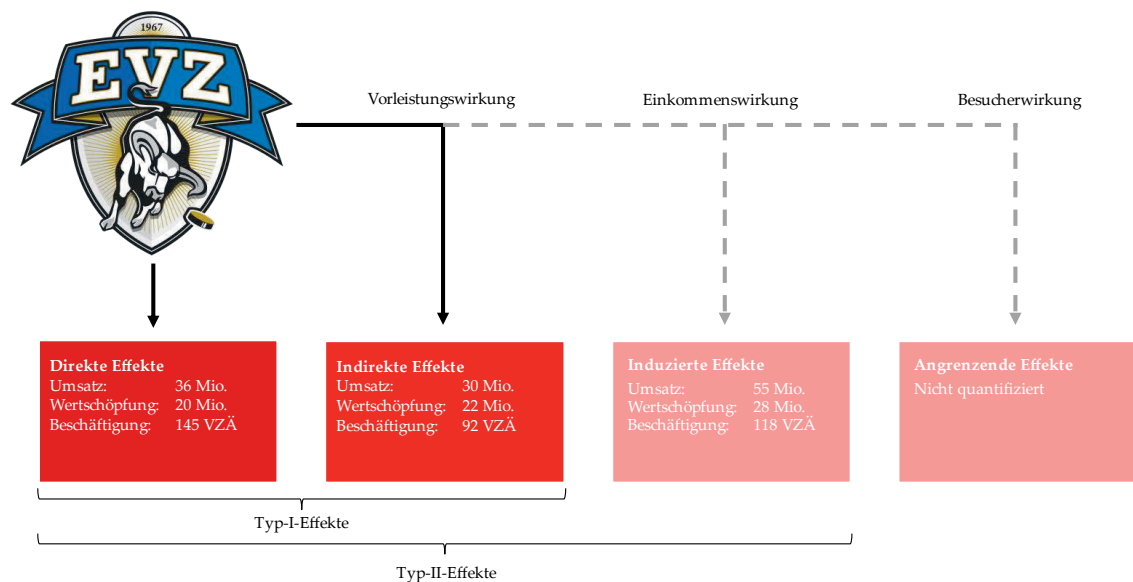 1967
EVZ
Vorleistungswirkung
Einkommenswirkung
Besucherwirkung
Direkte Effekte
Umsatz: 36 Mio.
Wertschöpfung: 20 Mio.
Beschäftigung: 145 VZÄ
Indirekte Effekte
Umsatz: 30 Mio.
Wertschöpfung: 22 Mio.
Beschäftigung: 92 VZÄ
Induzierte Effekte
Umsatz: 55 Mio.
Wertschöpfung: 28 Mio.
Beschäftigung: 118 VZÄ
Angrenzende Effekte
Nicht quantifiziert
Typ-I-Effekte
Typ-II-Effekte